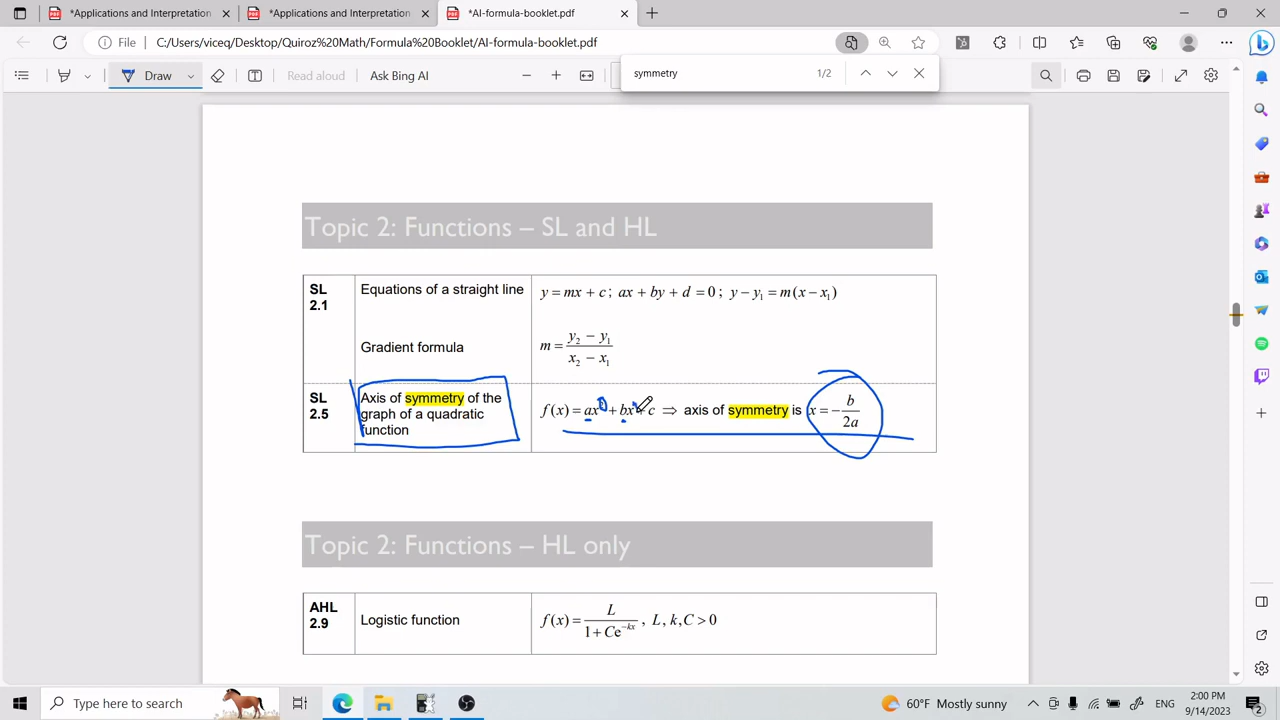 *Applications and Interpretation
*Applications and Interpretation
*AI-formula-booklet.pdf
File C:/Users/viceq/Desktop/Quiroz%20Math/Formula%20Booklet/AI-formula-booklet.pdf
Draw
Read aloud
Ask Bing AI
symmetry 1/2
Topic 2: Functions – SL and HL
SL 2.1 Equations of a straight line y = mx + c ; ax + by + d = 0 ; y − y₁ = m(x − x₁)
Gradient formula m = (y₂ − y₁)/(x₂ − x₁)
SL 2.5 Axis of symmetry of the
graph of a quadratic
function
f(x) = ax² + bx + c ⇒ axis of symmetry is x = −b/2a
Topic 2: Functions – HL only
AHL 2.9 Logistic function f(x) = L/(1 + Ce⁻ᵏˣ) , L, k, C > 0
Type here to search
60°F Mostly sunny
ENG
2:00 PM
9/14/2023
2